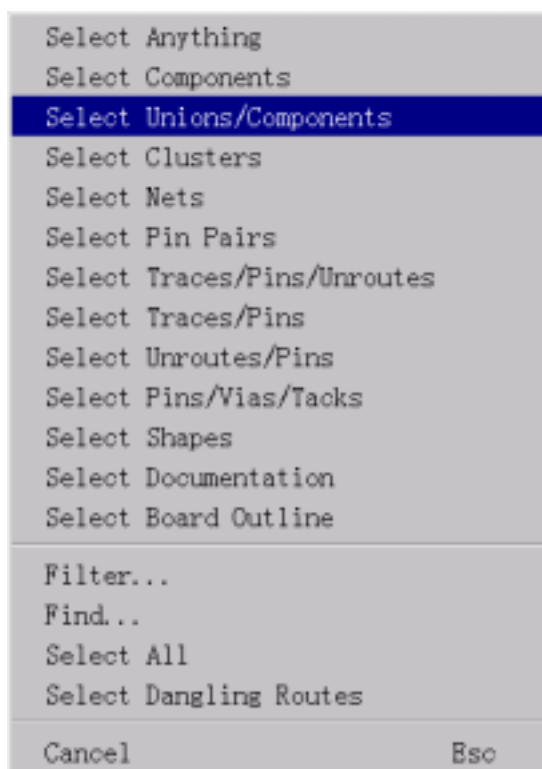 Select Anything
Select Components
Select Unions/Components
Select Clusters
Select Nets
Select Pin Pairs
Select Traces/Pins/Unroutes
Select Traces/Pins
Select Unroutes/Pins
Select Pins/Vias/Tacks
Select Shapes
Select Documentation
Select Board Outline
Filter...
Find...
Select All
Select Dangling Routes
Cancel Esc